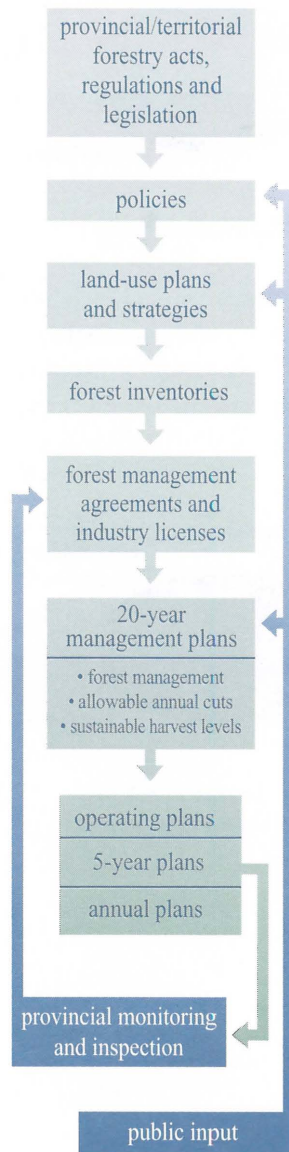 provincial/territorial
forestry acts,
regulations and
legislation
policies
land-use plans
and strategies
forest inventories
forest management
agreements and
industry licenses
20-year
management plans
• forest management
• allowable annual cuts
• sustainable harvest levels
operating plans
5-year plans
annual plans
provincial monitoring
and inspection
public input